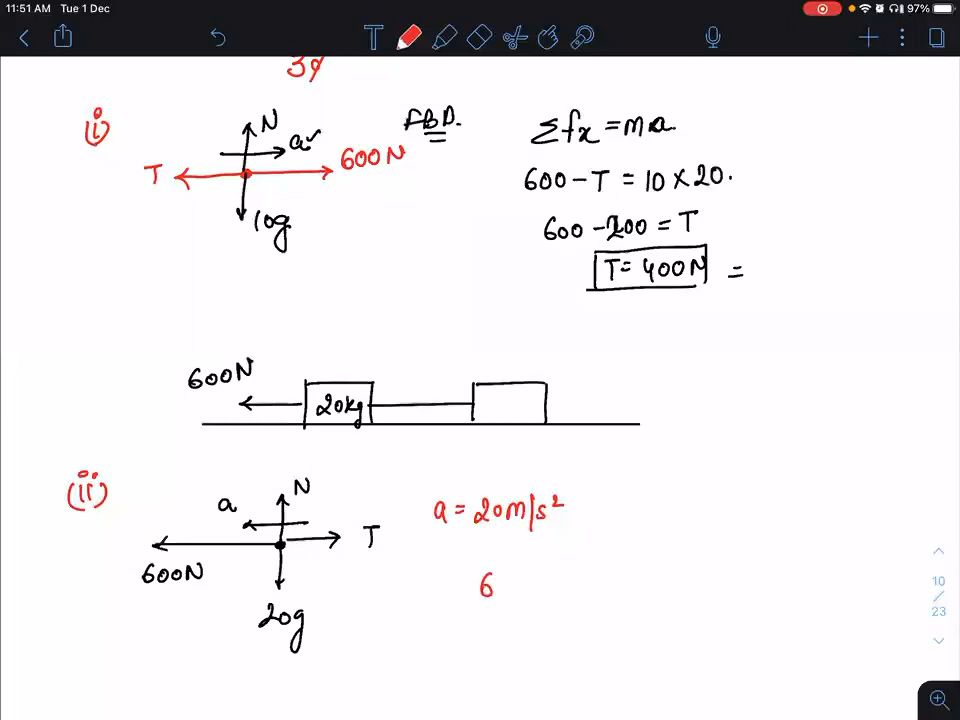 11:51 AM Tue 1 Dec
97%
(i)
N
a
600N
T
10g
F.B.D.
Σfx = ma
600 - T = 10 × 20.
600 - 200 = T
T = 400N =
600N
20kg
(ii)
a
N
T
600N
20g
a = 20m/s²
6
10
/
23